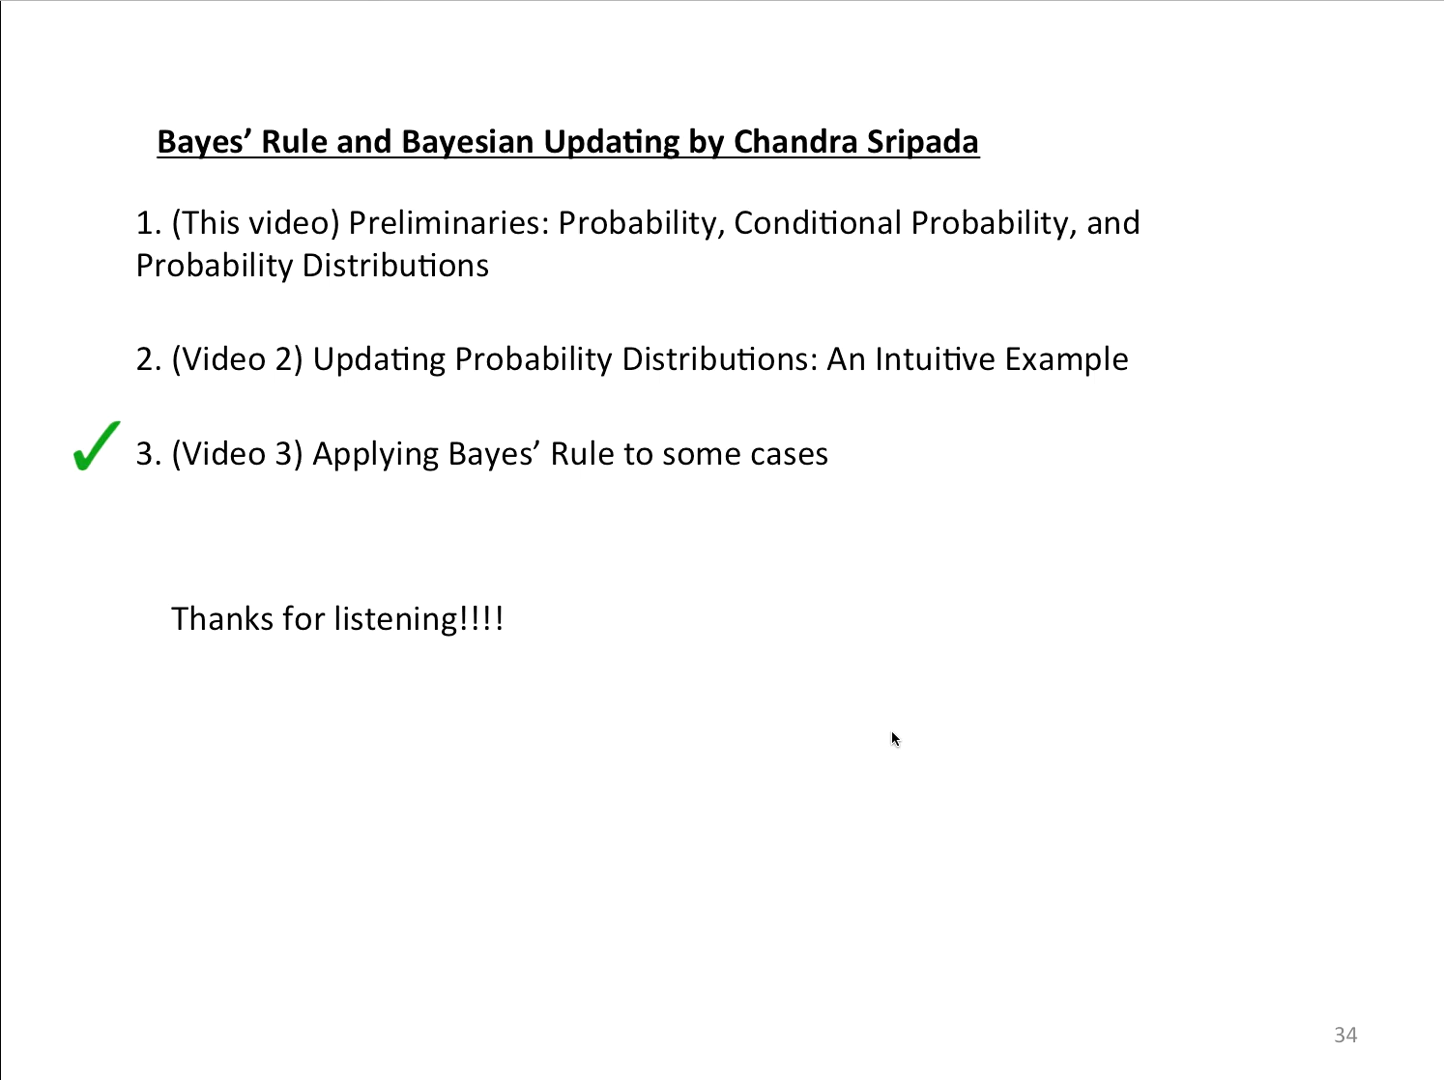 Bayes’ Rule and Bayesian Updating by Chandra Sripada
1. (This video) Preliminaries: Probability, Conditional Probability, and
Probability Distributions
2. (Video 2) Updating Probability Distributions: An Intuitive Example
3. (Video 3) Applying Bayes’ Rule to some cases
Thanks for listening!!!!
34